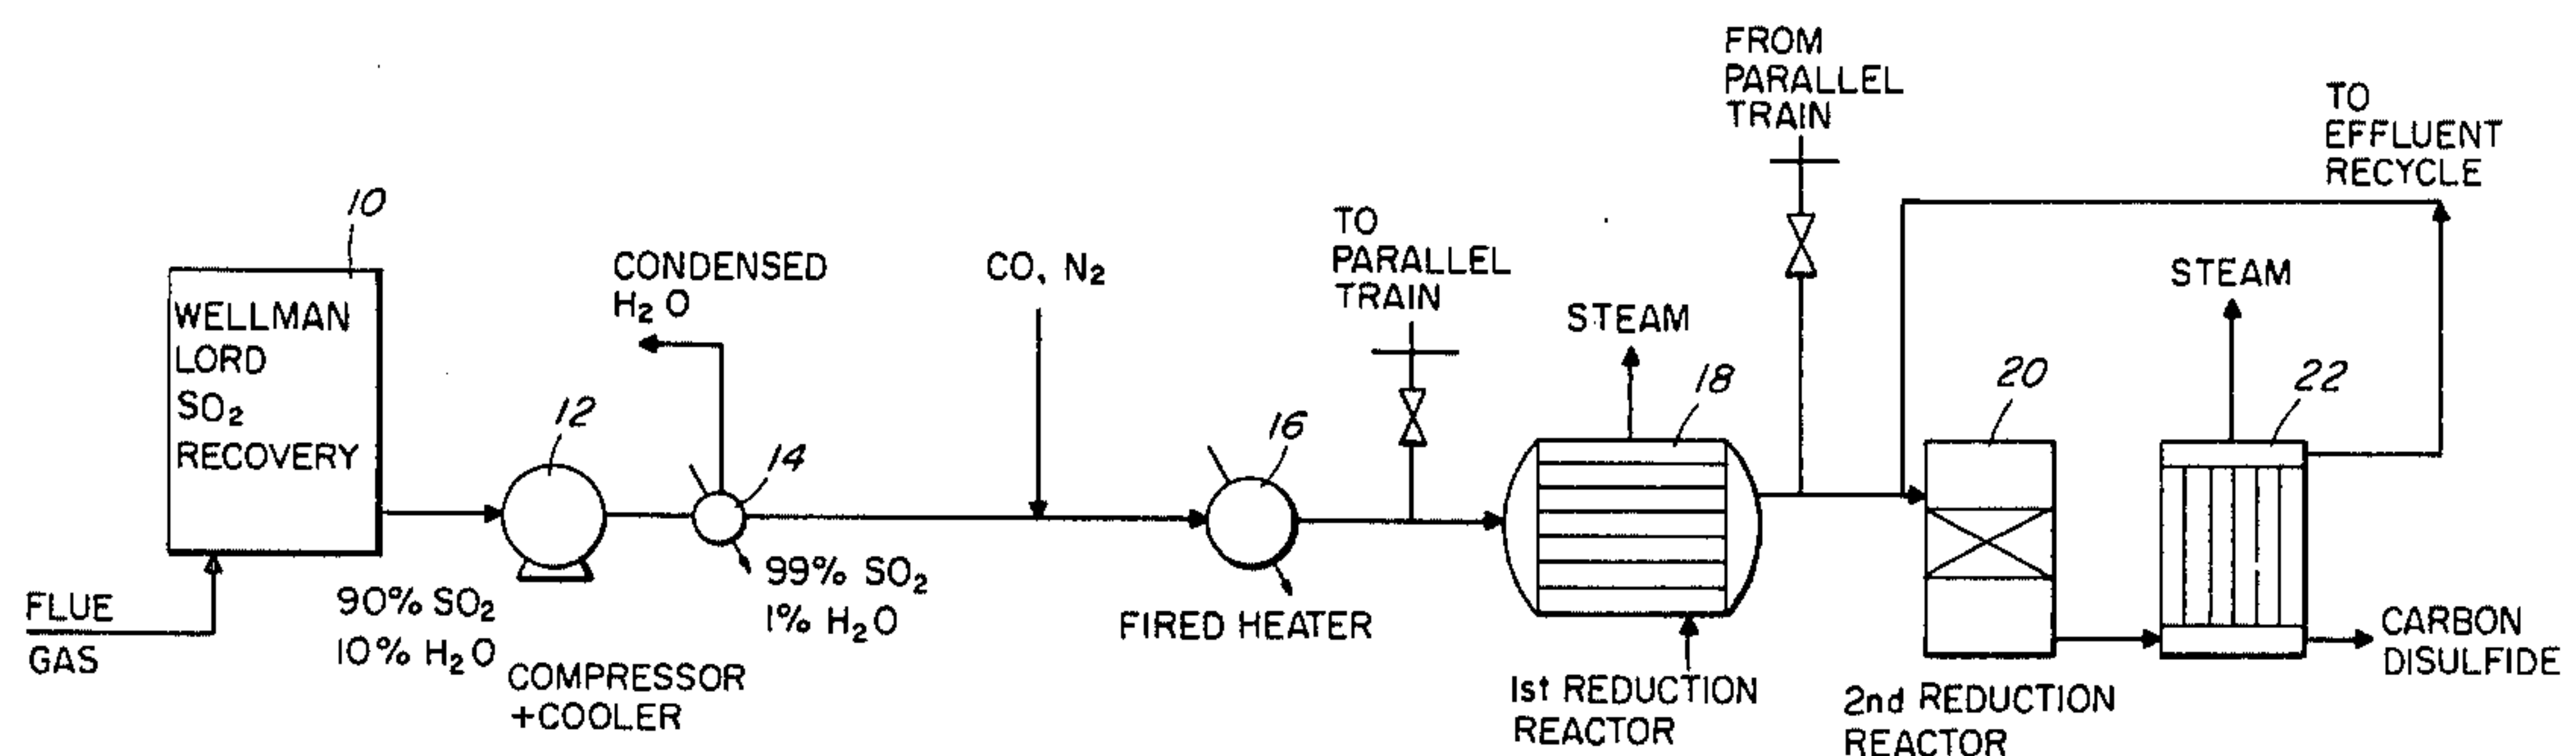 FROM
PARALLEL
TRAIN
TO
EFFLUENT
RECYCLE
10
TO
PARALLEL
TRAIN
CONDENSED
H₂O
CO, N₂
STEAM
STEAM
WELLMAN
LORD
SO₂
RECOVERY
12
14
16
18
20
22
FLUE
GAS
90% SO₂
10% H₂O
99% SO₂
1% H₂O
COMPRESSOR
+COOLER
FIRED HEATER
1st REDUCTION
REACTOR
2nd REDUCTION
REACTOR
CARBON
DISULFIDE